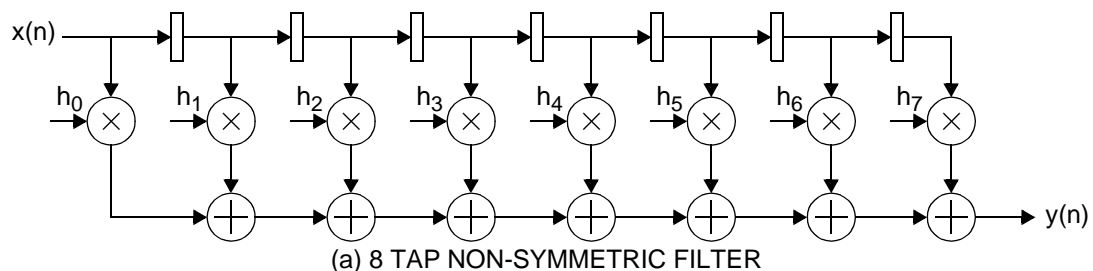 x(n)
h0 h1 h2 h3 h4 h5 h6 h7
y(n)
(a) 8 TAP NON-SYMMETRIC FILTER